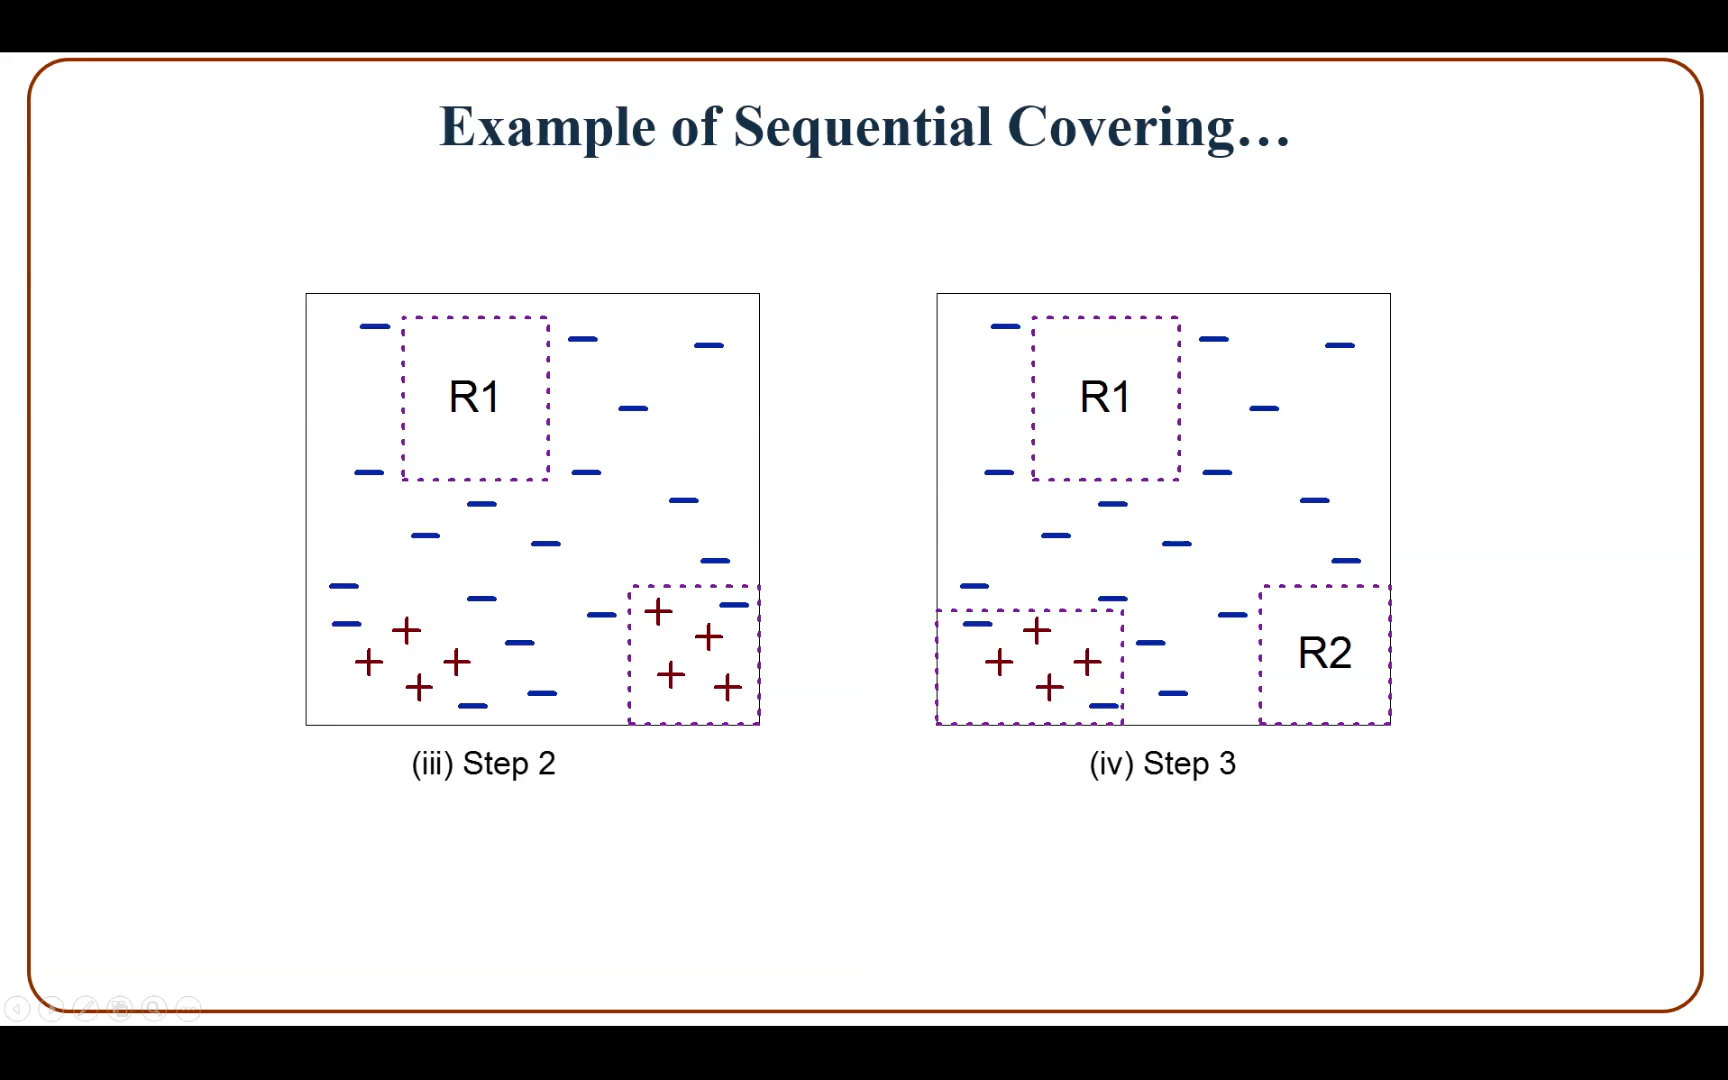 Example of Sequential Covering...
R1
R1
R2
(iii) Step 2
(iv) Step 3